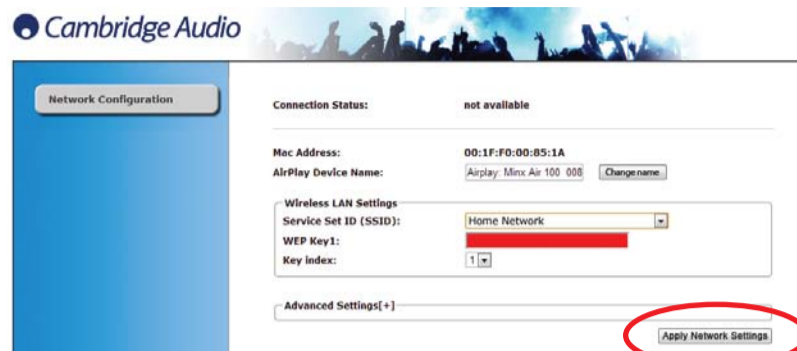 Cambridge Audio
Network Configuration
Connection Status: not available
Mac Address: 00:1F:F0:00:85:1A
AirPlay Device Name: Airplay: Minx Air 100 008 Change name
Wireless LAN Settings
Service Set ID (SSID): Home Network
WEP Key1:
Key index: 1
Advanced Settings[+]
Apply Network Settings